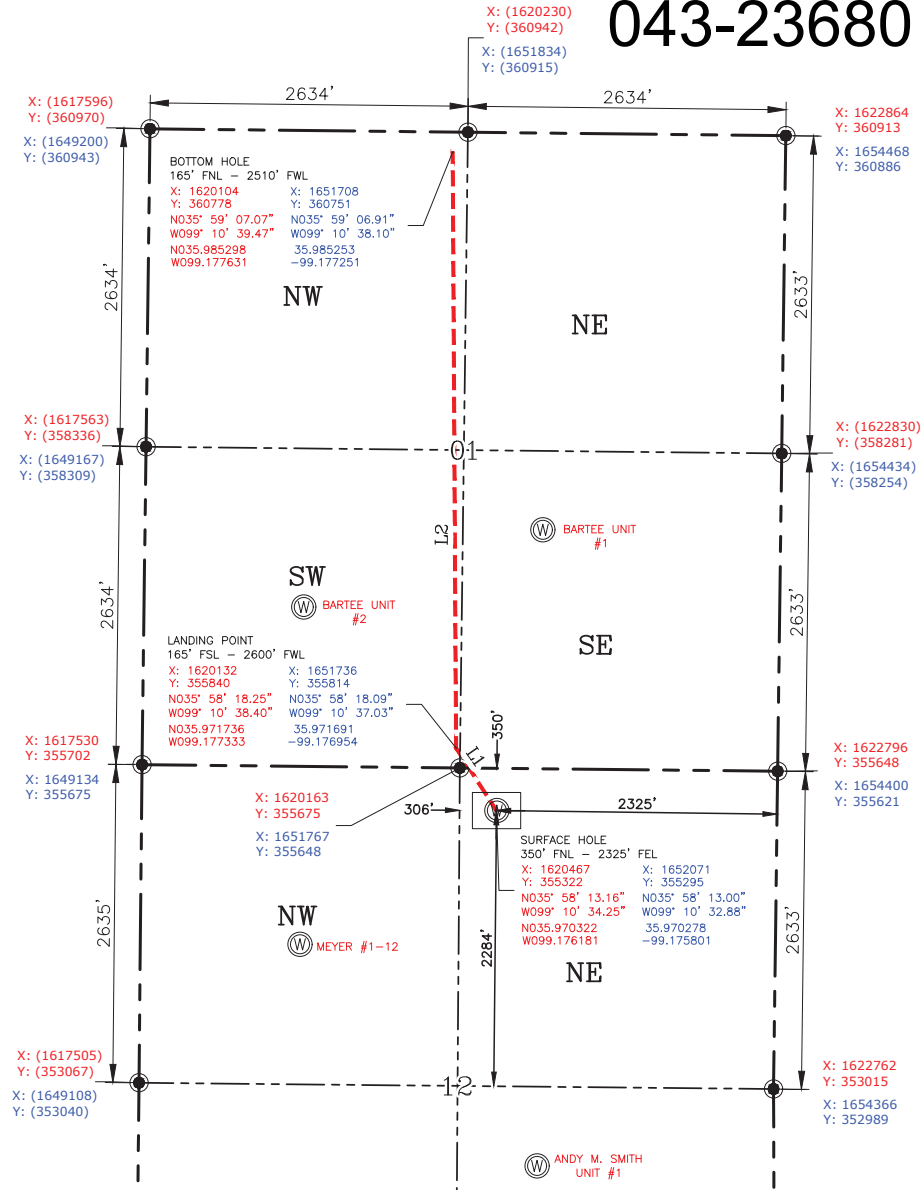 043-23680
X: (1620230)
Y: (360942)
X: (1651834)
Y: (360915)
2634'
2634'
X: (1617596)
Y: (360970)
X: (1649200)
Y: (360943)
X: 1622864
Y: 360913
X: 1654468
Y: 360886
BOTTOM HOLE
165' FNL – 2510' FWL
X: 1620104 X: 1651708
Y: 360778 Y: 360751
N035° 59' 07.07" N035° 59' 06.91"
W099° 10' 39.47" W099° 10' 38.10"
N035.985298 35.985253
W099.177631 -99.177251
2634'
2633'
NW
NE
X: (1617563)
Y: (358336)
X: (1649167)
Y: (358309)
X: (1622830)
Y: (358281)
X: (1654434)
Y: (358254)
01
L2
W BARTEE UNIT
#1
SW
W BARTEE UNIT
#2
2634'
2633'
SE
LANDING POINT
165' FSL – 2600' FWL
X: 1620132 X: 1651736
Y: 355840 Y: 355814
N035° 58' 18.25" N035° 58' 18.09"
W099° 10' 38.40" W099° 10' 37.03"
N035.971736 35.971691
W099.177333 -99.176954
L1
350'
X: 1617530
Y: 355702
X: 1649134
Y: 355675
X: 1622796
Y: 355648
X: 1654400
Y: 355621
X: 1620163
Y: 355675
X: 1651767
Y: 355648
306'
W
2325'
SURFACE HOLE
350' FNL – 2325' FEL
X: 1620467 X: 1652071
Y: 355322 Y: 355295
N035° 58' 13.16" N035° 58' 13.00"
W099° 10' 34.25" W099° 10' 32.88"
N035.970322 35.970278
W099.176181 -99.175801
2635'
2284'
2633'
NW
W MEYER #1-12
NE
X: (1617505)
Y: (353067)
X: (1649108)
Y: (353040)
12
X: 1622762
Y: 353015
X: 1654366
Y: 352989
W ANDY M. SMITH
UNIT #1